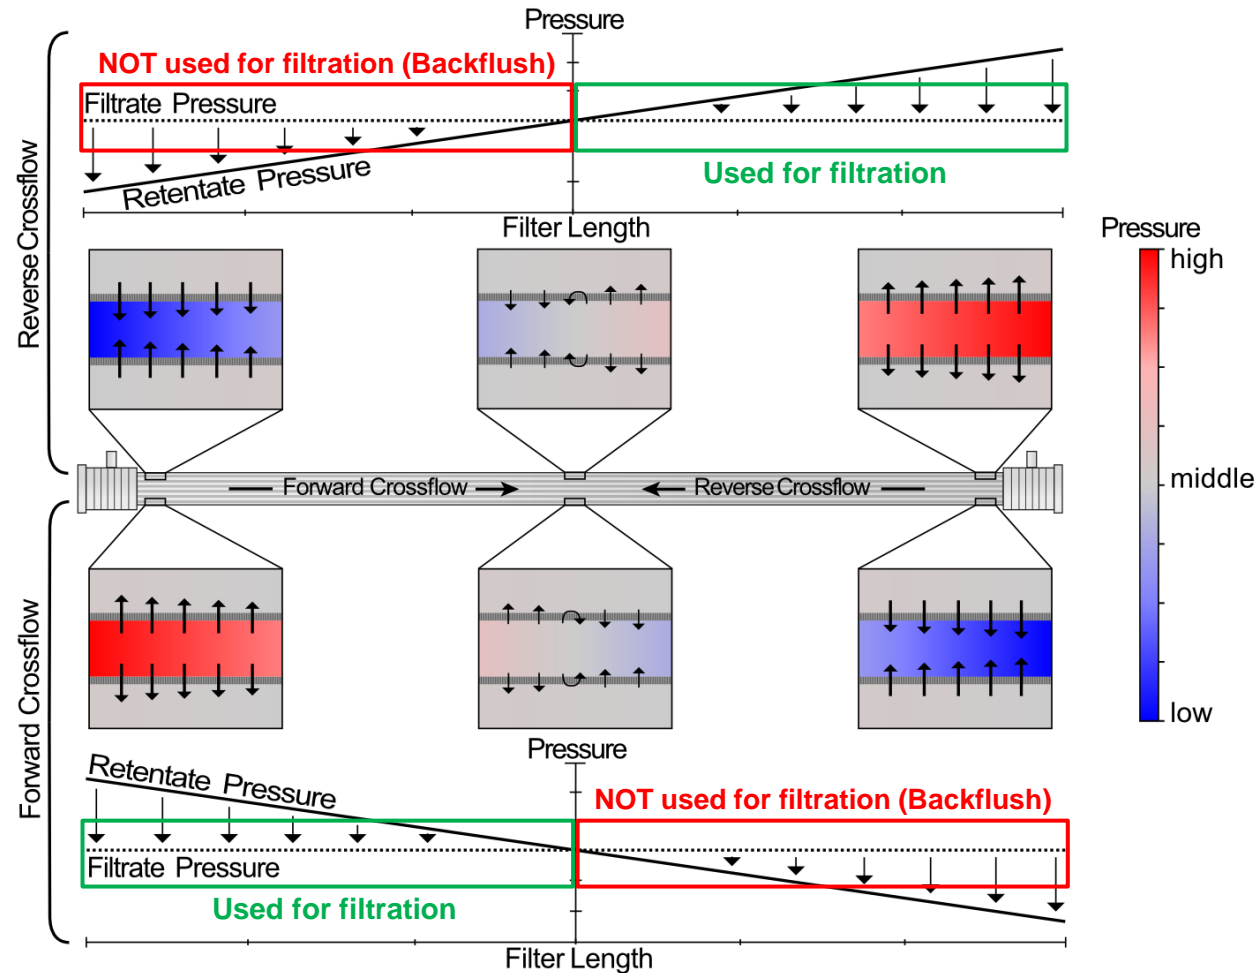 Pressure
NOT used for filtration (Backflush)
Filtrate Pressure
Retentate Pressure
Used for filtration
Filter Length
Reverse Crossflow
Pressure
high
middle
low
Forward Crossflow
Reverse Crossflow
Forward Crossflow
Pressure
Retentate Pressure
NOT used for filtration (Backflush)
Filtrate Pressure
Used for filtration
Filter Length